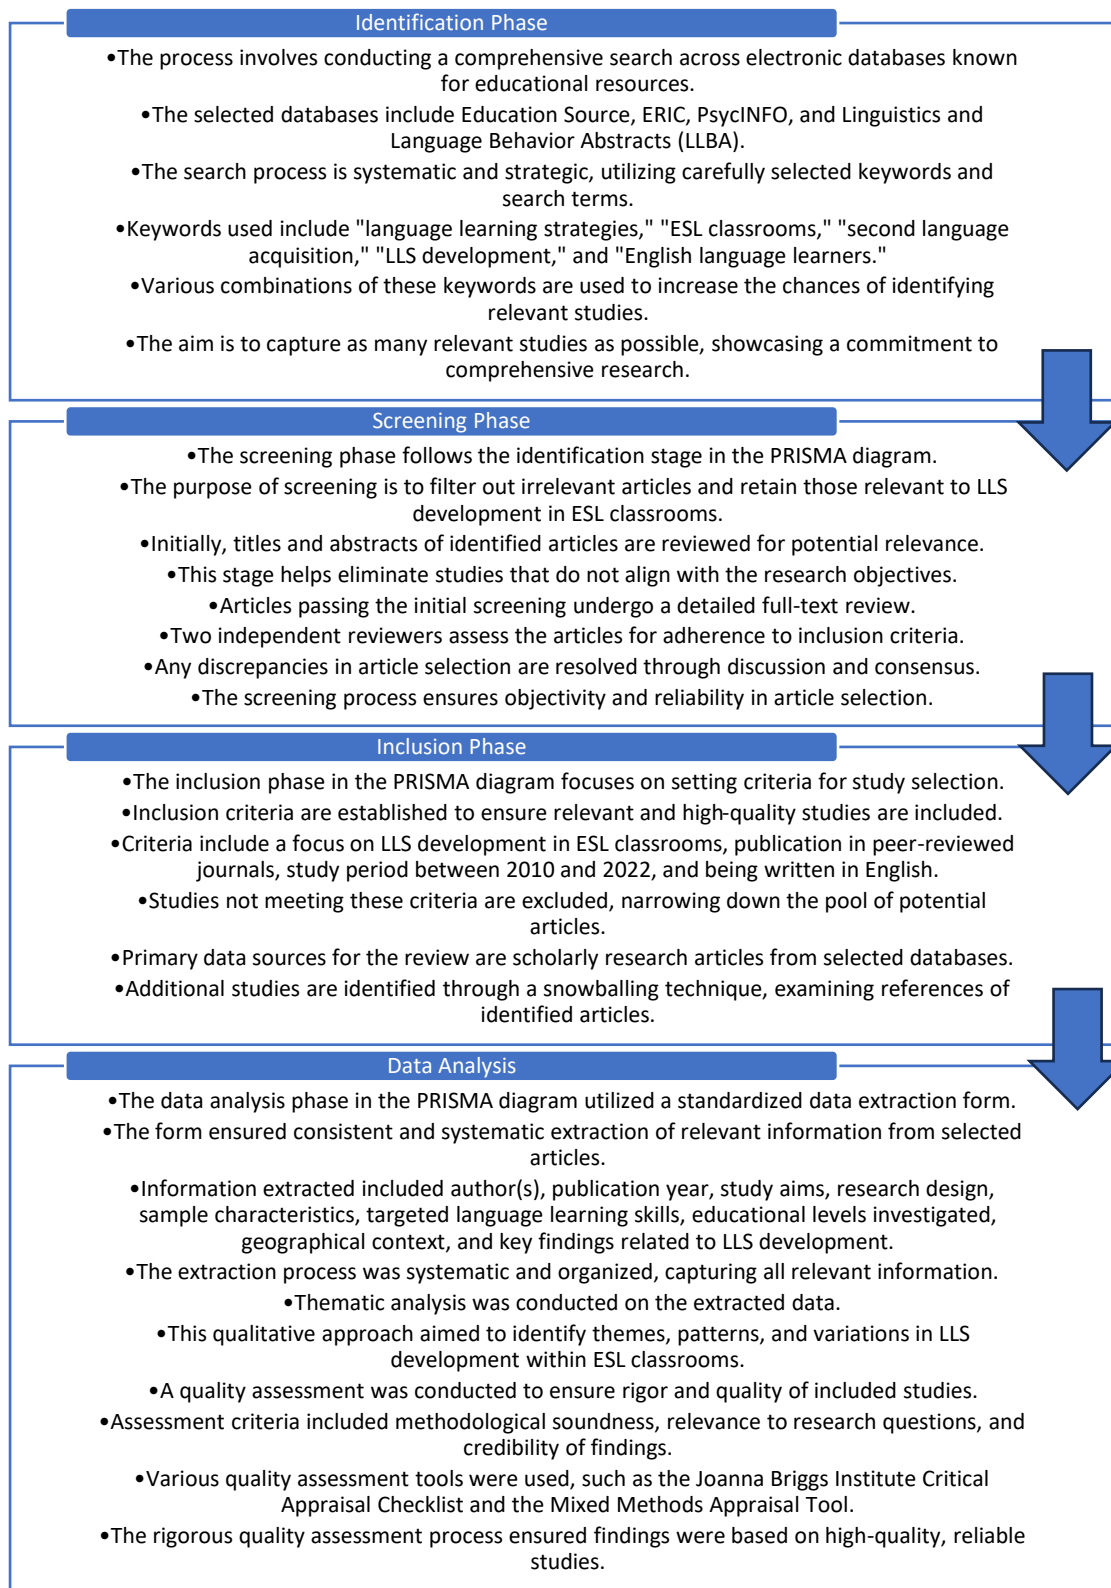 Identification Phase
•The process involves conducting a comprehensive search across electronic databases known
for educational resources.
•The selected databases include Education Source, ERIC, PsycINFO, and Linguistics and
Language Behavior Abstracts (LLBA).
•The search process is systematic and strategic, utilizing carefully selected keywords and
search terms.
•Keywords used include "language learning strategies," "ESL classrooms," "second language
acquisition," "LLS development," and "English language learners."
•Various combinations of these keywords are used to increase the chances of identifying
relevant studies.
•The aim is to capture as many relevant studies as possible, showcasing a commitment to
comprehensive research.
Screening Phase
•The screening phase follows the identification stage in the PRISMA diagram.
•The purpose of screening is to filter out irrelevant articles and retain those relevant to LLS
development in ESL classrooms.
•Initially, titles and abstracts of identified articles are reviewed for potential relevance.
•This stage helps eliminate studies that do not align with the research objectives.
•Articles passing the initial screening undergo a detailed full-text review.
•Two independent reviewers assess the articles for adherence to inclusion criteria.
•Any discrepancies in article selection are resolved through discussion and consensus.
•The screening process ensures objectivity and reliability in article selection.
Inclusion Phase
•The inclusion phase in the PRISMA diagram focuses on setting criteria for study selection.
•Inclusion criteria are established to ensure relevant and high-quality studies are included.
•Criteria include a focus on LLS development in ESL classrooms, publication in peer-reviewed
journals, study period between 2010 and 2022, and being written in English.
•Studies not meeting these criteria are excluded, narrowing down the pool of potential
articles.
•Primary data sources for the review are scholarly research articles from selected databases.
•Additional studies are identified through a snowballing technique, examining references of
identified articles.
Data Analysis
•The data analysis phase in the PRISMA diagram utilized a standardized data extraction form.
•The form ensured consistent and systematic extraction of relevant information from selected
articles.
•Information extracted included author(s), publication year, study aims, research design,
sample characteristics, targeted language learning skills, educational levels investigated,
geographical context, and key findings related to LLS development.
•The extraction process was systematic and organized, capturing all relevant information.
•Thematic analysis was conducted on the extracted data.
•This qualitative approach aimed to identify themes, patterns, and variations in LLS
development within ESL classrooms.
•A quality assessment was conducted to ensure rigor and quality of included studies.
•Assessment criteria included methodological soundness, relevance to research questions, and
credibility of findings.
•Various quality assessment tools were used, such as the Joanna Briggs Institute Critical
Appraisal Checklist and the Mixed Methods Appraisal Tool.
•The rigorous quality assessment process ensured findings were based on high-quality, reliable
studies.